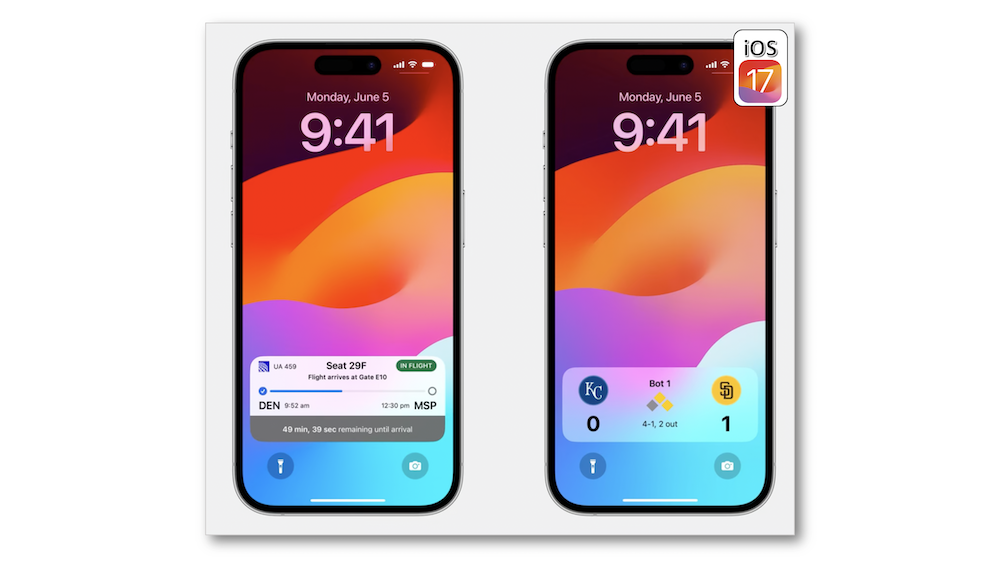 Monday, June 5
9:41
UA 459
Seat 29F
IN FLIGHT
Flight arrives at Gate E10
DEN 9:52 am 12:30 pm MSP
49 min, 39 sec remaining until arrival
iOS
17
Monday, June 5
9:41
KC
Bot 1
SD
0
4-1, 2 out
1